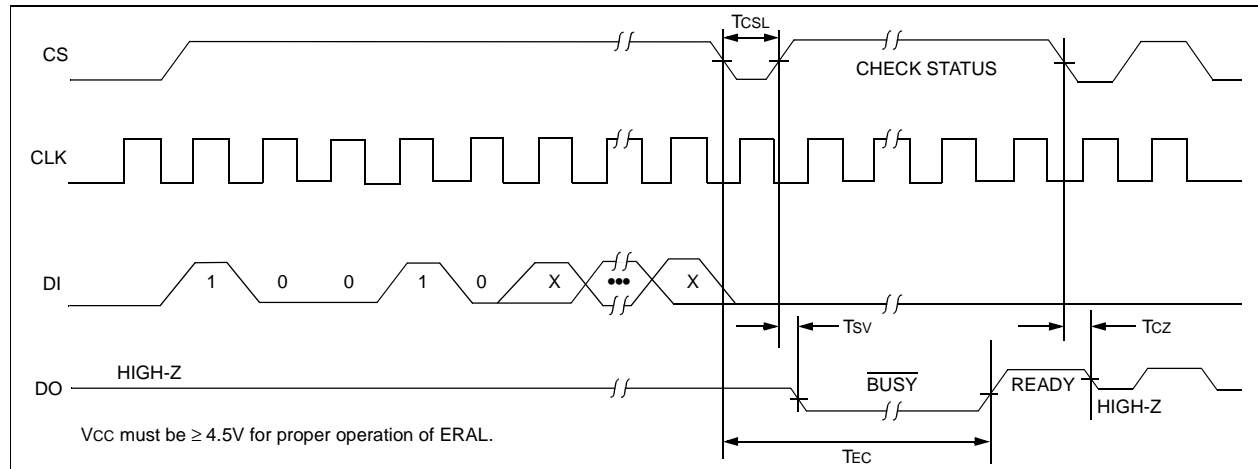 TCSL
CS
CHECK STATUS
CLK
DI
1 0 0 1 0 X ••• X
TSV
TCZ
HIGH-Z
DO
BUSY
READY
HIGH-Z
VCC must be ≥ 4.5V for proper operation of ERAL.
TEC